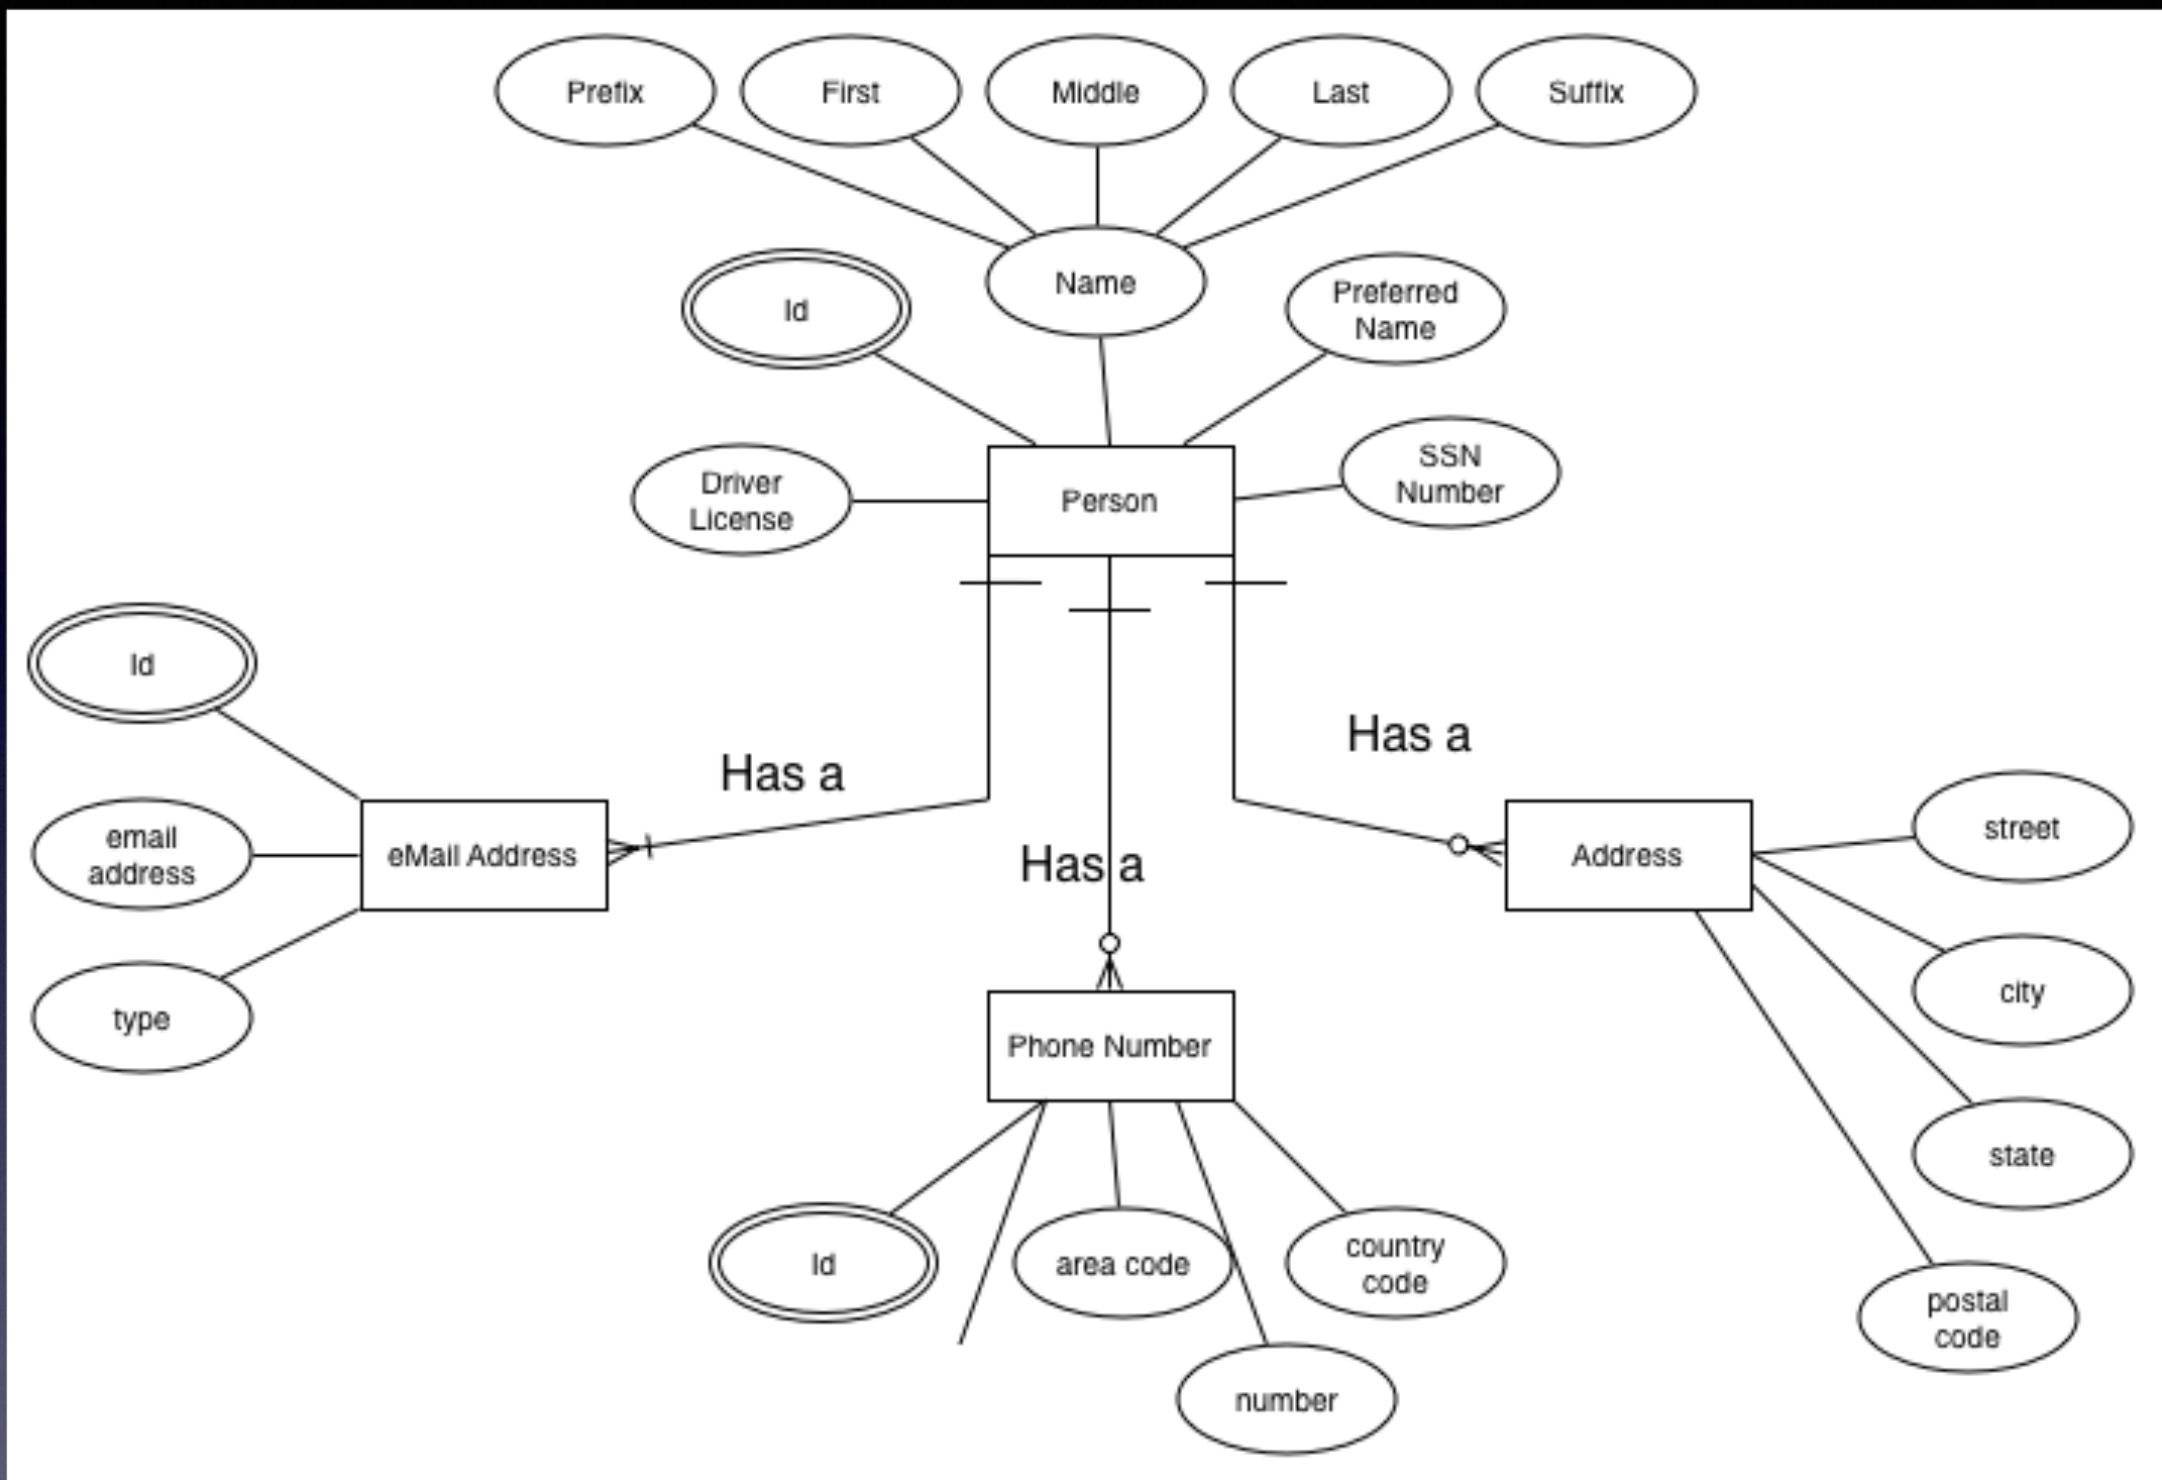 Prefix
First
Middle
Last
Suffix
Name
Id
Preferred
Name
Driver
License
Person
SSN
Number
Id
Has a
Has a
Has a
email
address
eMail Address
Address
street
type
city
Phone Number
state
Id
area code
country
code
number
postal
code